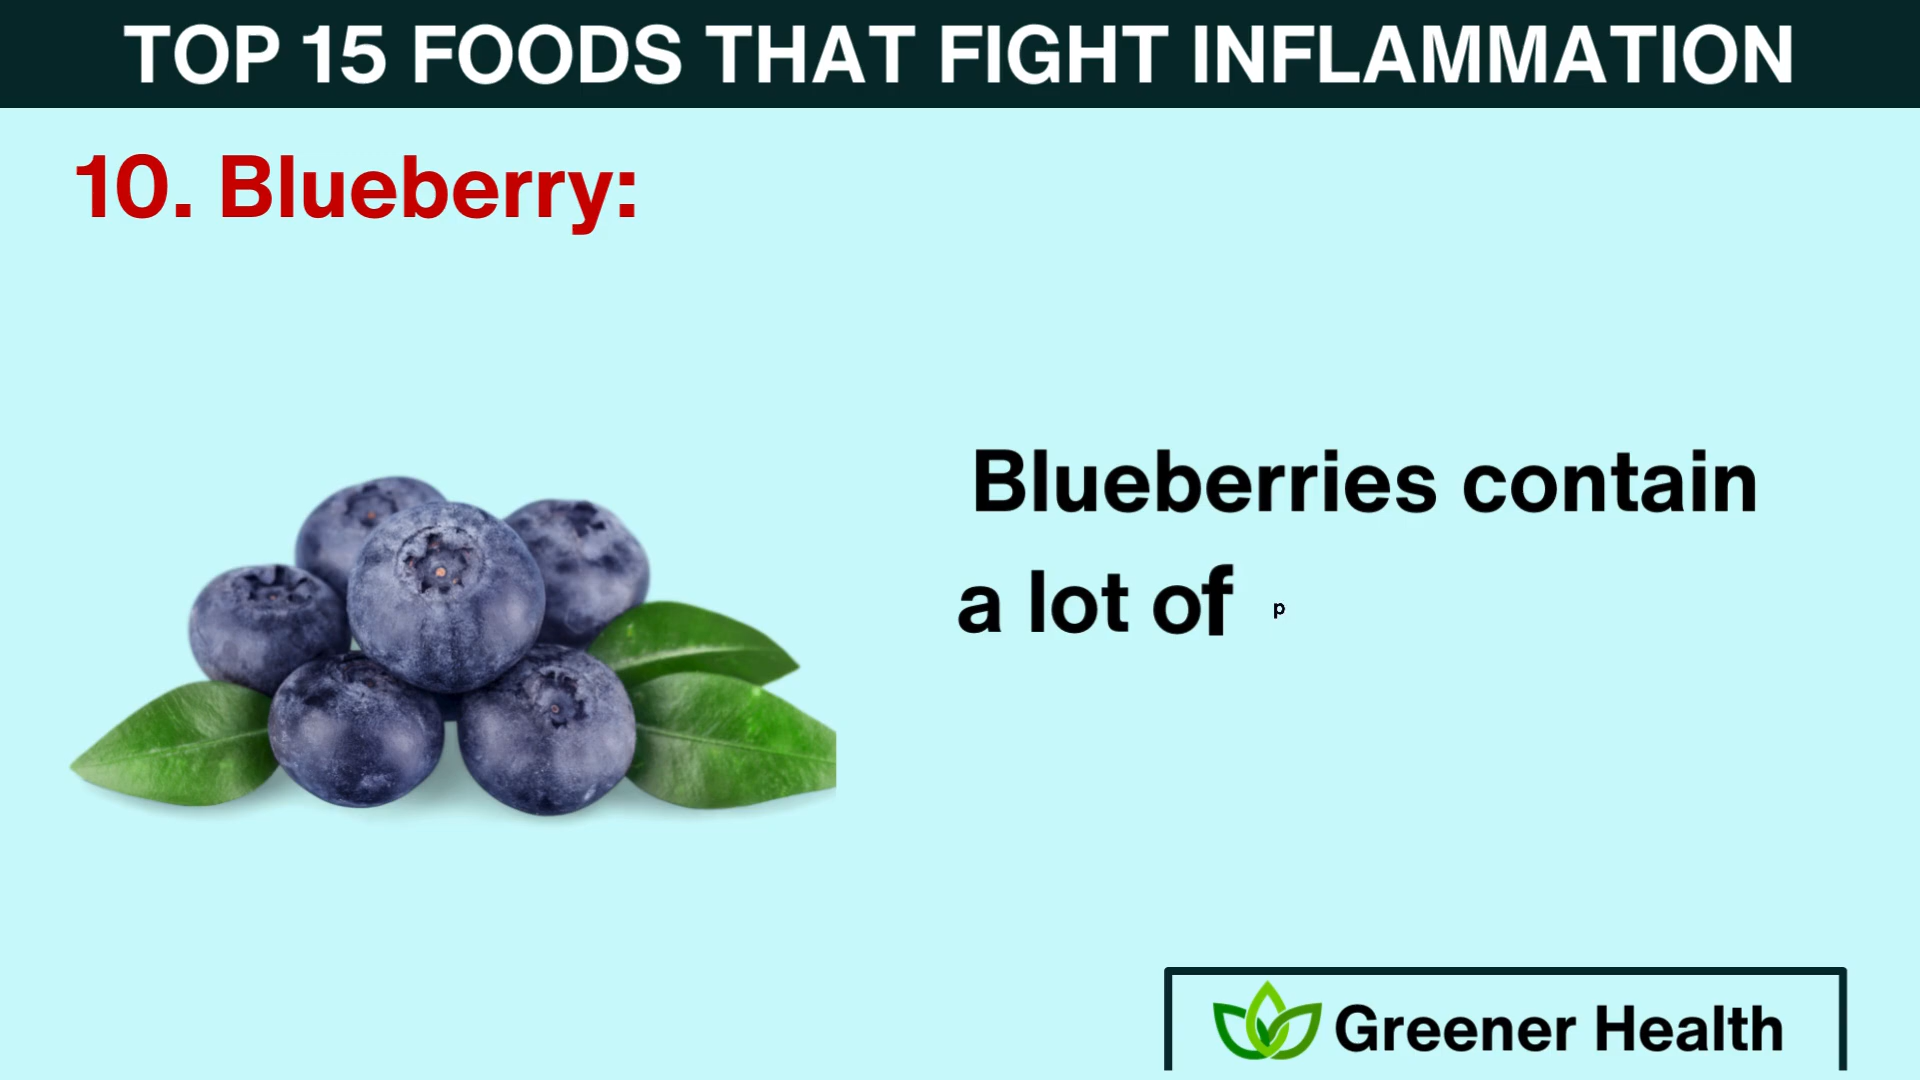 TOP 15 FOODS THAT FIGHT INFLAMMATION
10. Blueberry:
Blueberries contain
a lot of p
Greener Health